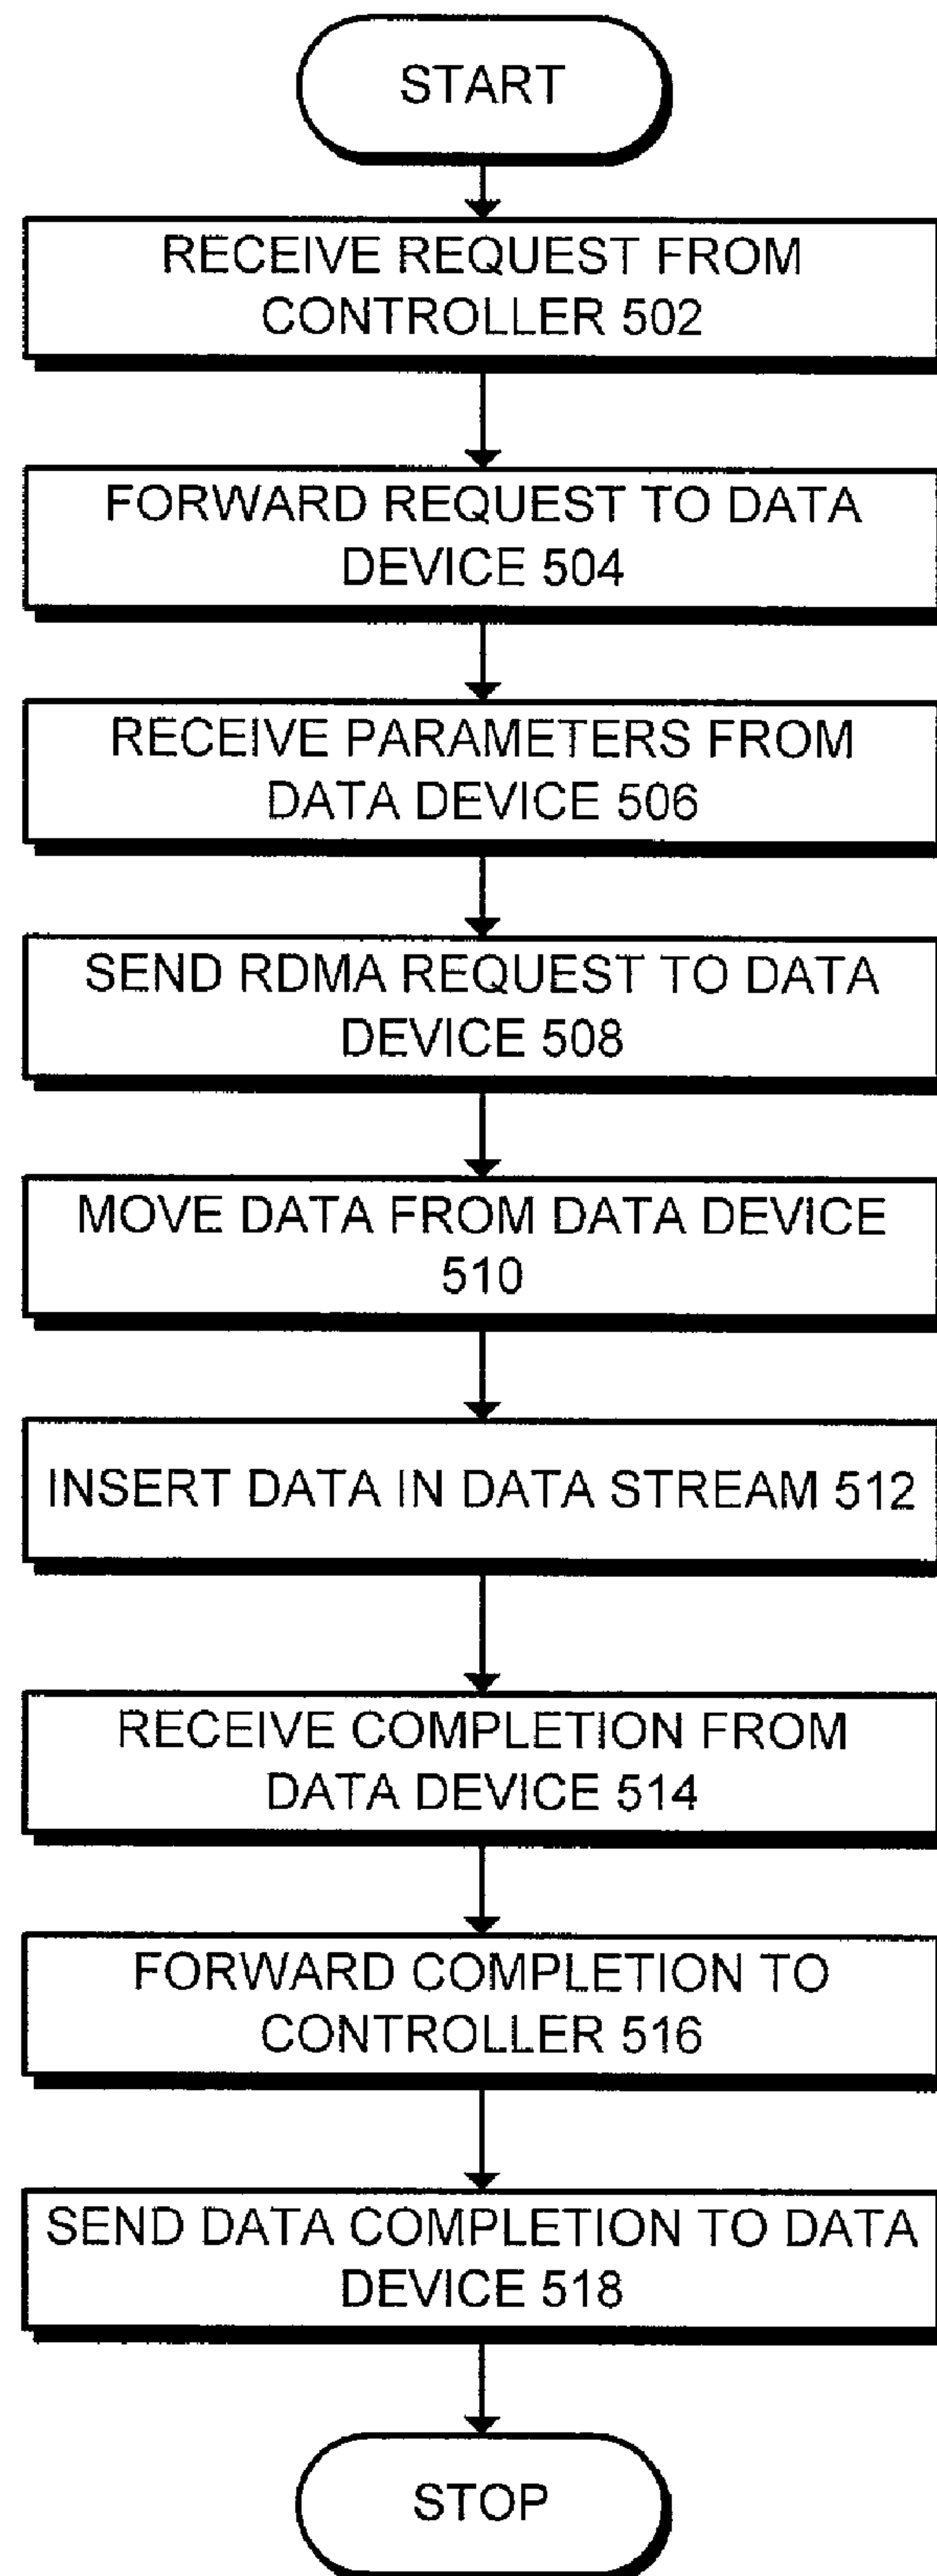 START
RECEIVE REQUEST FROM
CONTROLLER 502
FORWARD REQUEST TO DATA
DEVICE 504
RECEIVE PARAMETERS FROM
DATA DEVICE 506
SEND RDMA REQUEST TO DATA
DEVICE 508
MOVE DATA FROM DATA DEVICE
510
INSERT DATA IN DATA STREAM 512
RECEIVE COMPLETION FROM
DATA DEVICE 514
FORWARD COMPLETION TO
CONTROLLER 516
SEND DATA COMPLETION TO DATA
DEVICE 518
STOP